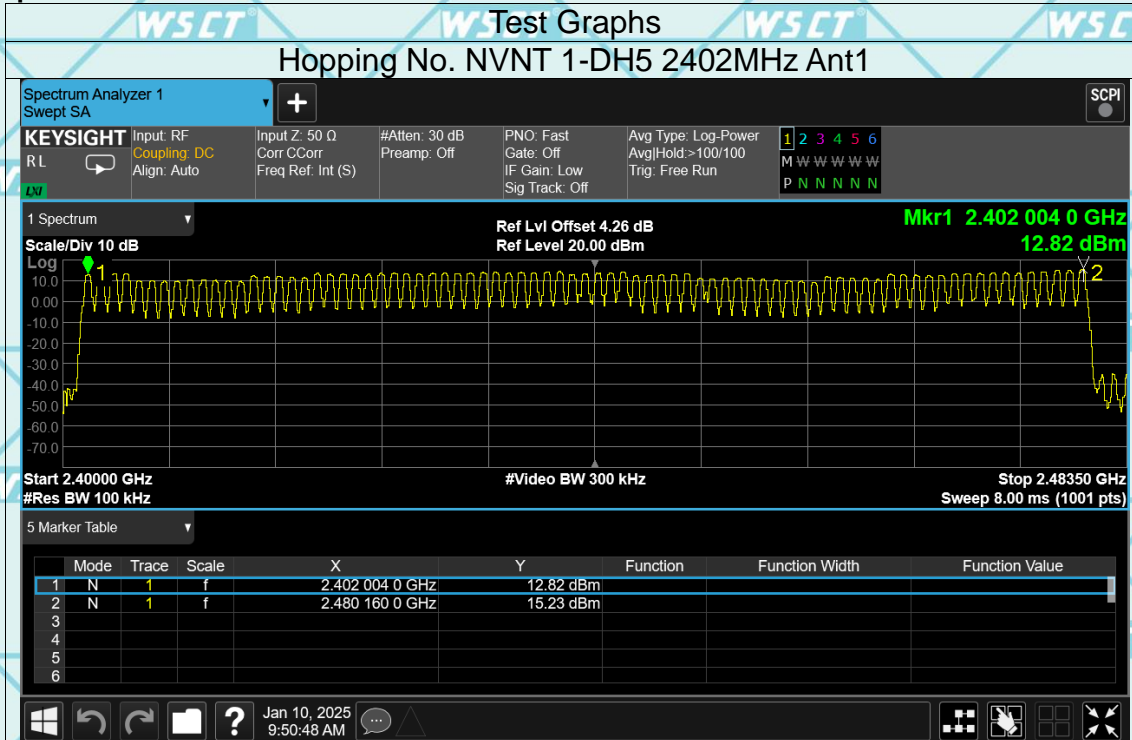 WSCT WSCT WSCT WSC
Test Graphs
Hopping No. NVNT 1-DH5 2402MHz Ant1
Spectrum Analyzer 1
Swept SA
+
SCPI
KEYSIGHT
RL
LXI
Input: RF
Coupling: DC
Align: Auto
Input Z: 50 Ω
Corr CCorr
Freq Ref: Int (S)
#Atten: 30 dB
Preamp: Off
PNO: Fast
Gate: Off
IF Gain: Low
Sig Track: Off
Avg Type: Log-Power
Avg|Hold:>100/100
Trig: Free Run
1 2 3 4 5 6
M W W W W W
P N N N N N
1 Spectrum
Scale/Div 10 dB
Ref Lvl Offset 4.26 dB
Ref Level 20.00 dBm
Mkr1 2.402 004 0 GHz
12.82 dBm
Log
1
2
10.0
0.00
-10.0
-20.0
-30.0
-40.0
-50.0
-60.0
-70.0
Start 2.40000 GHz
#Res BW 100 kHz
#Video BW 300 kHz
Stop 2.48350 GHz
Sweep 8.00 ms (1001 pts)
5 Marker Table
Mode Trace Scale X Y Function Function Width Function Value
1 N 1 f 2.402 004 0 GHz 12.82 dBm
2 N 1 f 2.480 160 0 GHz 15.23 dBm
3
4
5
6
?
Jan 10, 2025
9:50:48 AM